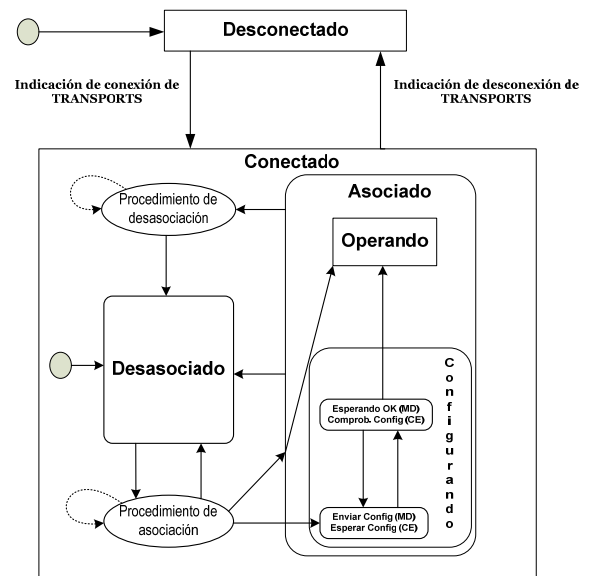 Desconectado
Indicación de conexión de
TRANSPORTS
Indicación de desconexión de
TRANSPORTS
Conectado
Procedimiento de
desasociación
Asociado
Operando
Desasociado
Configurando
Esperando OK (MD)
Comprob. Config (CE)
Enviar Config (MD)
Esperar Config (CE)
Procedimiento de
asociación